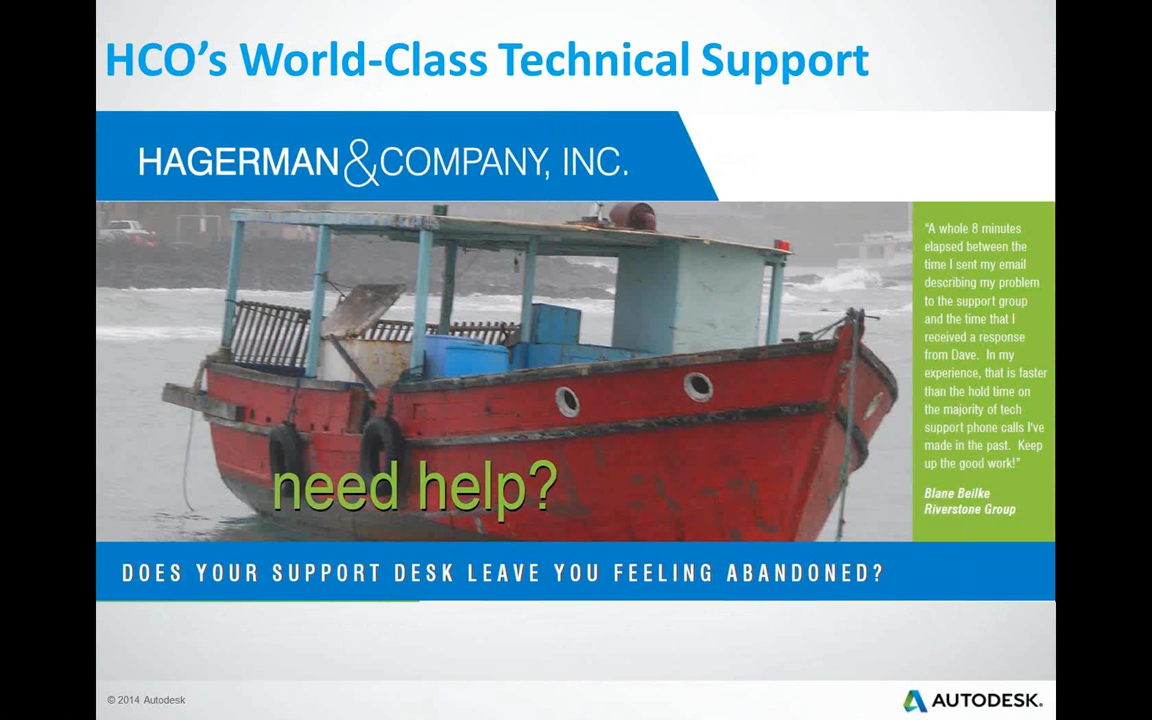 HCO's World-Class Technical Support
HAGERMAN & COMPANY, INC.
"A whole 8 minutes
elapsed between the
time I sent my email
describing my problem
to the support group
and the time that I
received a response
from Dave. In my
experience, that is faster
than the hold time on
the majority of tech
support phone calls I've
made in the past. Keep
up the good work!"
Blane Beilke
Riverstone Group
need help?
DOES YOUR SUPPORT DESK LEAVE YOU FEELING ABANDONED?
© 2014 Autodesk
AUTODESK.